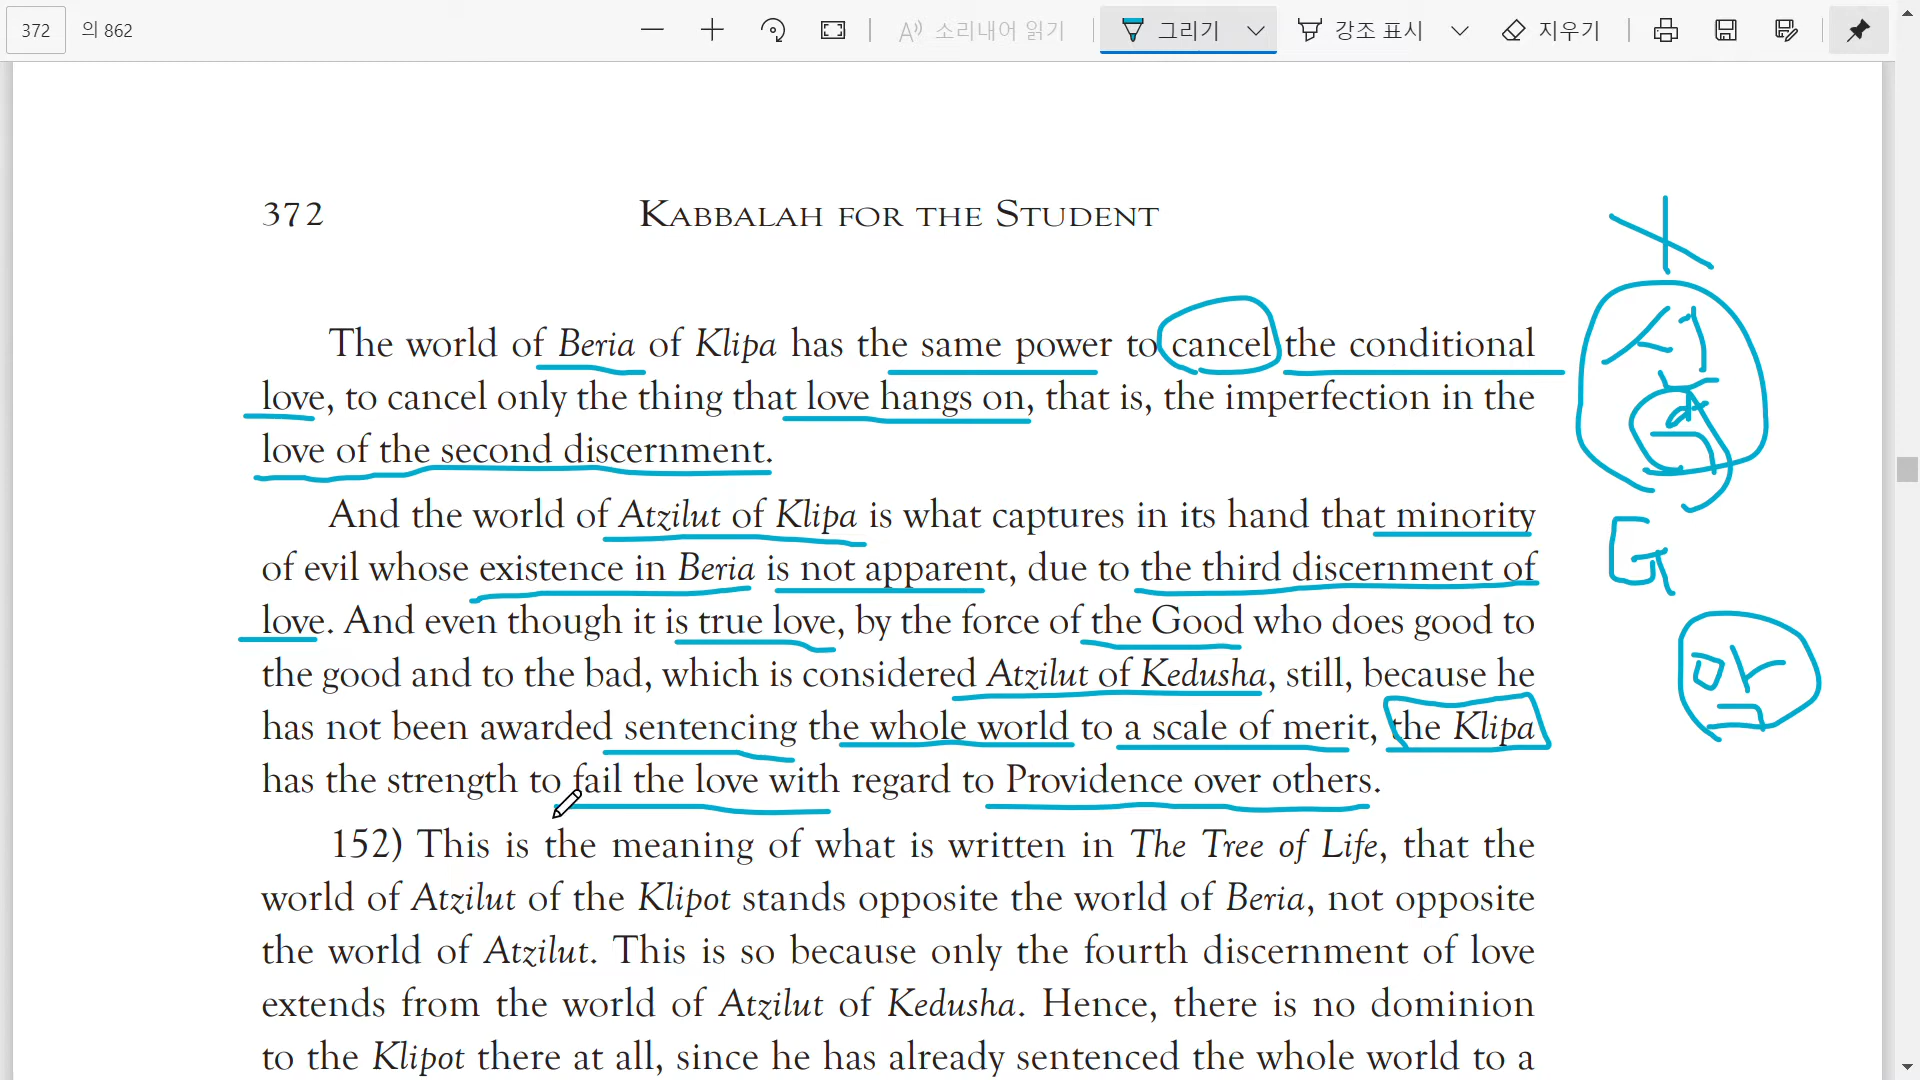 372 의 862 소리내어 읽기 그리기 강조 표시 지우기
372 KABBALAH FOR THE STUDENT
The world of Beria of Klipa has the same power to cancel the conditional
love, to cancel only the thing that love hangs on, that is, the imperfection in the
love of the second discernment.
And the world of Atzilut of Klipa is what captures in its hand that minority
of evil whose existence in Beria is not apparent, due to the third discernment of
love. And even though it is true love, by the force of the Good who does good to
the good and to the bad, which is considered Atzilut of Kedusha, still, because he
has not been awarded sentencing the whole world to a scale of merit, the Klipa
has the strength to fail the love with regard to Providence over others.
152) This is the meaning of what is written in The Tree of Life, that the
world of Atzilut of the Klipot stands opposite the world of Beria, not opposite
the world of Atzilut. This is so because only the fourth discernment of love
extends from the world of Atzilut of Kedusha. Hence, there is no dominion
to the Klipot there at all, since he has already sentenced the whole world to a